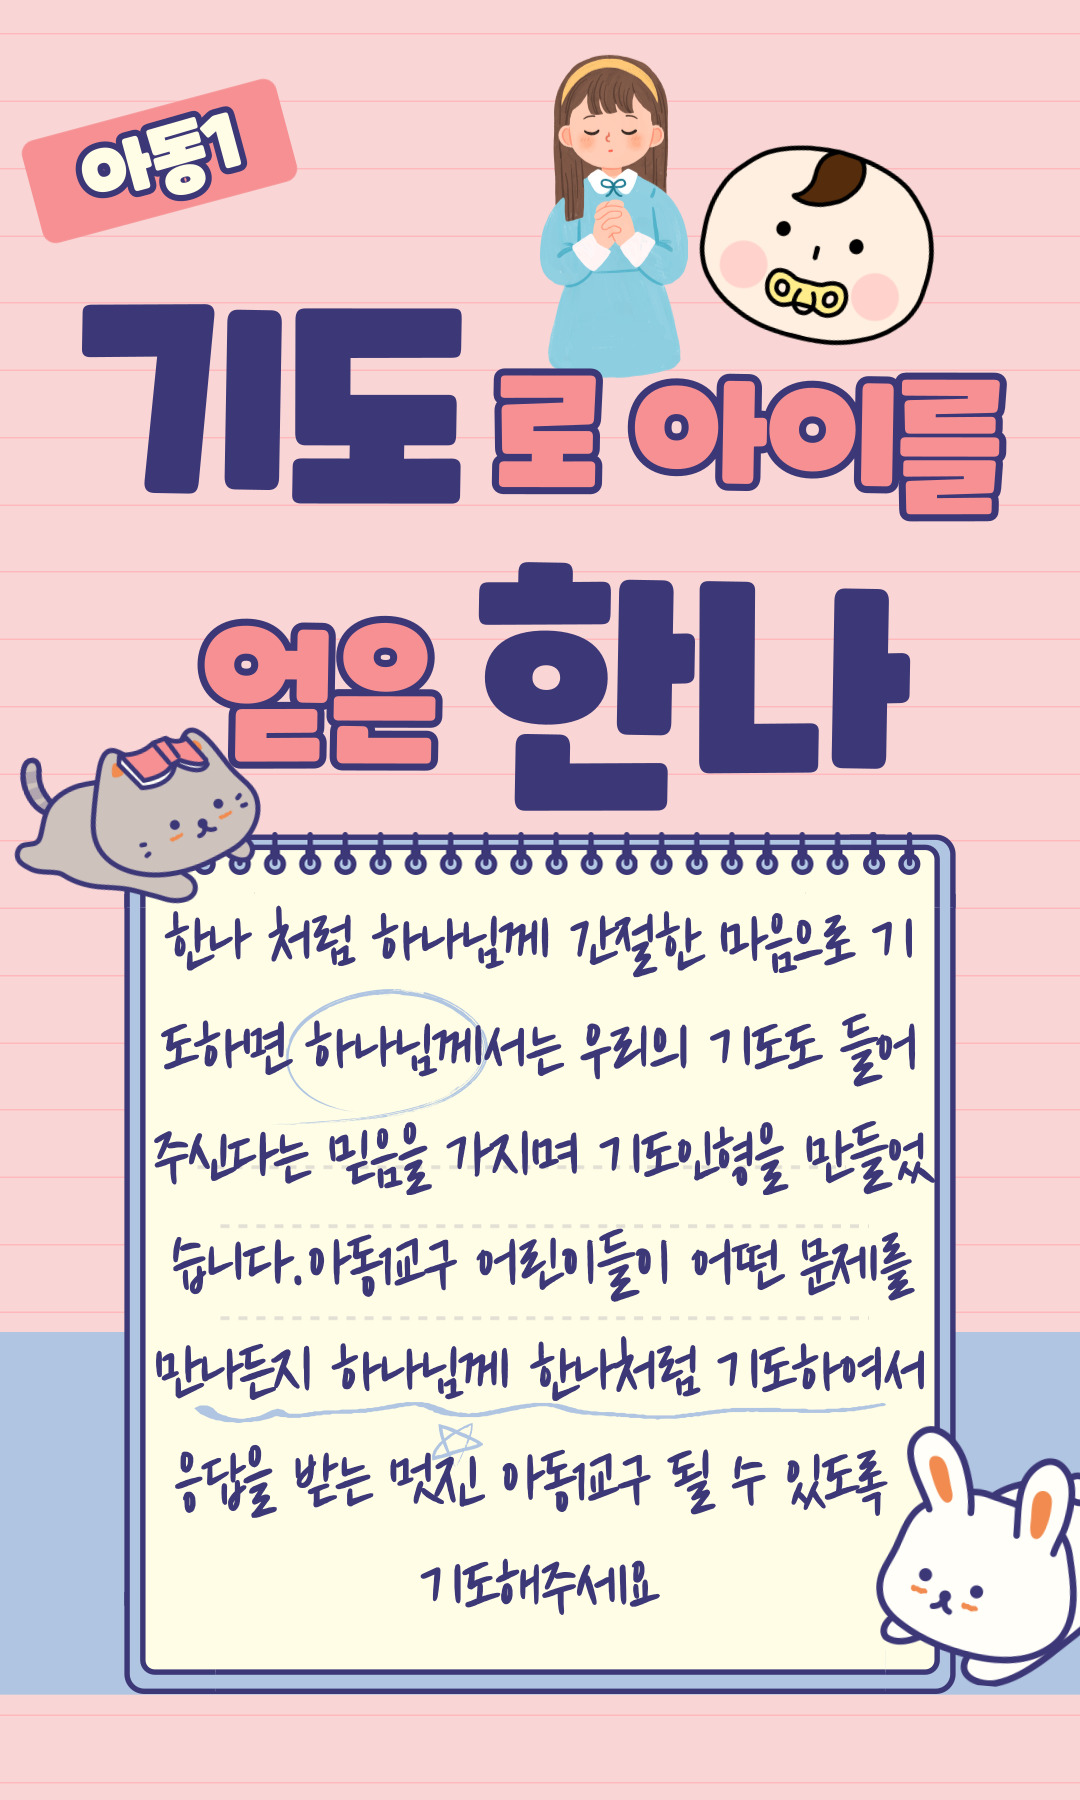 아동1
기도로 아이를
얻은 한나
한나 처럼 하나님께 간절한 마음으로 기
도하면 하나님께서는 우리의 기도도 들어
주신다는 믿음을 가지며 기도인형을 만들었
습니다.아동1교구 어린이들이 어떤 문제를
만나든지 하나님께 한나처럼 기도하여서
응답을 받는 멋진 아동1교구 될 수 있도록
기도해주세요